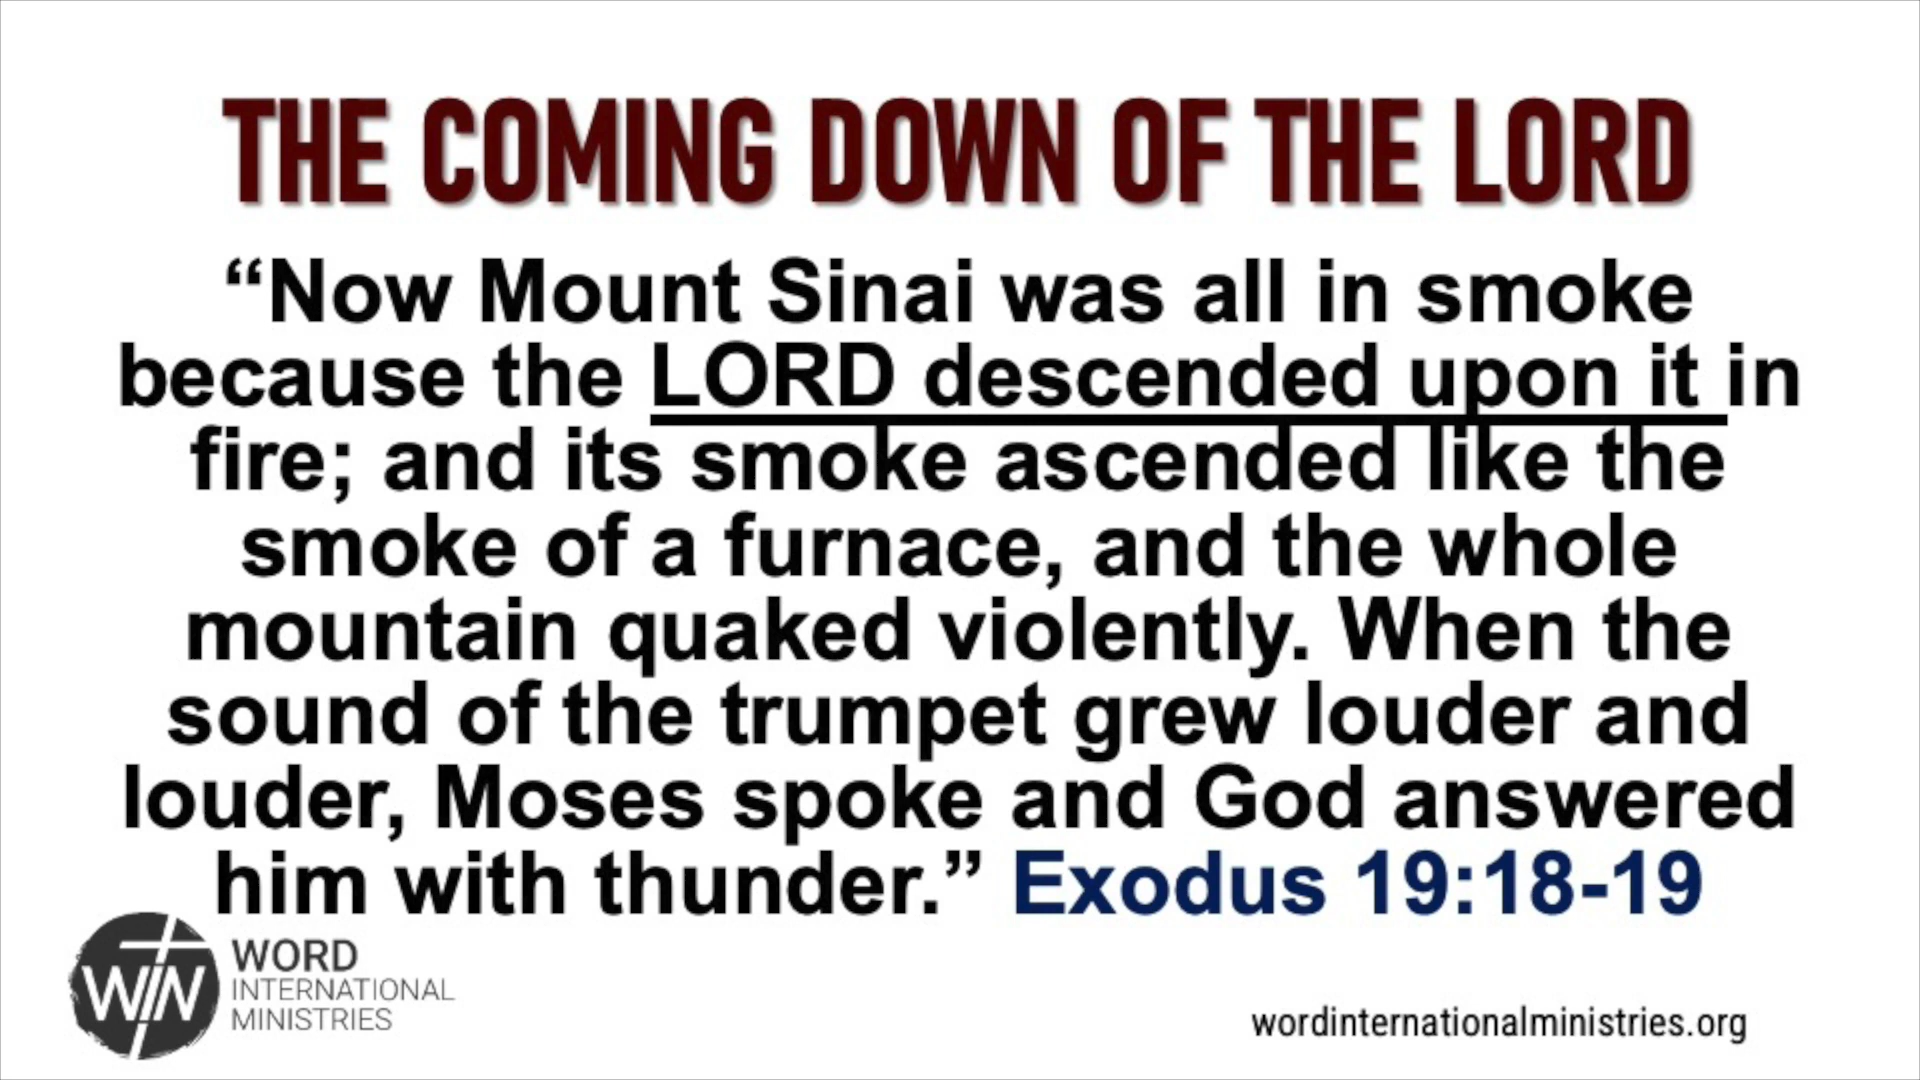 THE COMING DOWN OF THE LORD
“Now Mount Sinai was all in smoke
because the LORD descended upon it in
fire; and its smoke ascended like the
smoke of a furnace, and the whole
mountain quaked violently. When the
sound of the trumpet grew louder and
louder, Moses spoke and God answered
him with thunder.” Exodus 19:18-19
WIN
WORD
INTERNATIONAL
MINISTRIES
wordinternationalministries.org